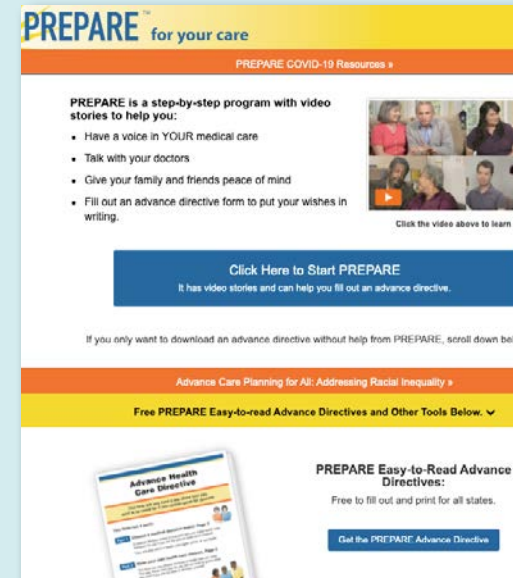 PREPARE™ for your care
PREPARE COVID-19 Resources »
PREPARE is a step-by-step program with video
stories to help you:
• Have a voice in YOUR medical care
• Talk with your doctors
• Give your family and friends peace of mind
• Fill out an advance directive form to put your wishes in
writing.
Click the video above to learn
Click Here to Start PREPARE
It has video stories and can help you fill out an advance directive.
If you only want to download an advance directive without help from PREPARE, scroll down
Advance Care Planning for All: Addressing Racial Inequality »
Free PREPARE Easy-to-read Advance Directives and Other Tools Below.
PREPARE Easy-to-Read Advance
Directives:
Free to fill out and print for all states.
Get the PREPARE Advance Directive
Advance Health
Care Directive